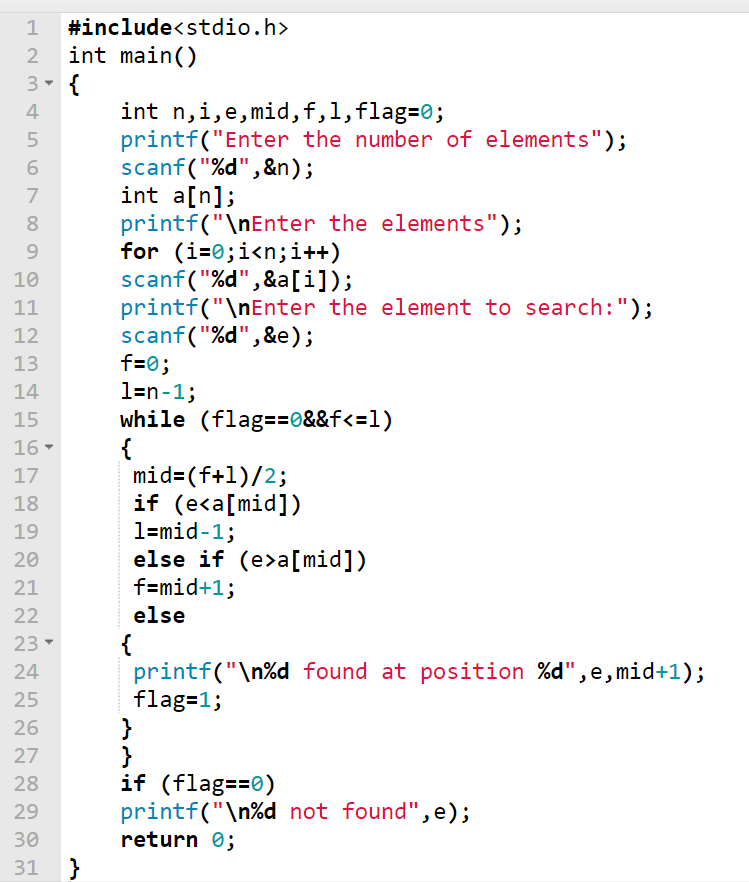 1 #include<stdio.h>
2 int main()
3 {
4 int n,i,e,mid,f,l,flag=0;
5 printf("Enter the number of elements");
6 scanf("%d",&n);
7 int a[n];
8 printf("\nEnter the elements");
9 for (i=0;i<n;i++)
10 scanf("%d",&a[i]);
11 printf("\nEnter the element to search:");
12 scanf("%d",&e);
13 f=0;
14 l=n-1;
15 while (flag==0&&f<=l)
16 {
17 mid=(f+l)/2;
18 if (e<a[mid])
19 l=mid-1;
20 else if (e>a[mid])
21 f=mid+1;
22 else
23 {
24 printf("\n%d found at position %d",e,mid+1);
25 flag=1;
26 }
27 }
28 if (flag==0)
29 printf("\n%d not found",e);
30 return 0;
31 }